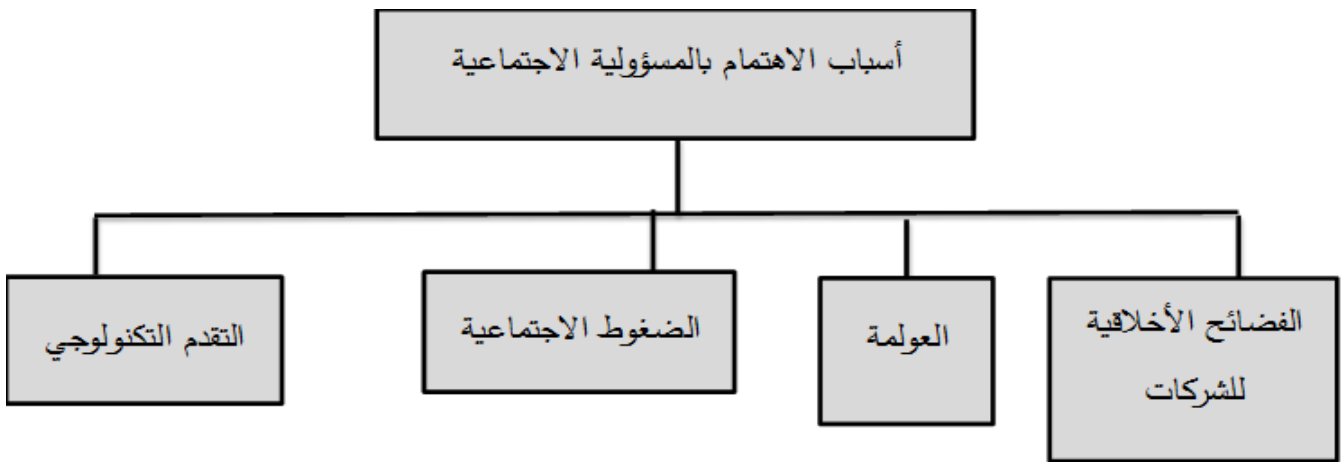 أسباب الاهتمام بالمسؤولية الاجتماعية
الفضائح الأخلاقية
للشركات
العولمة
الضغوط الاجتماعية
التقدم التكنولوجي